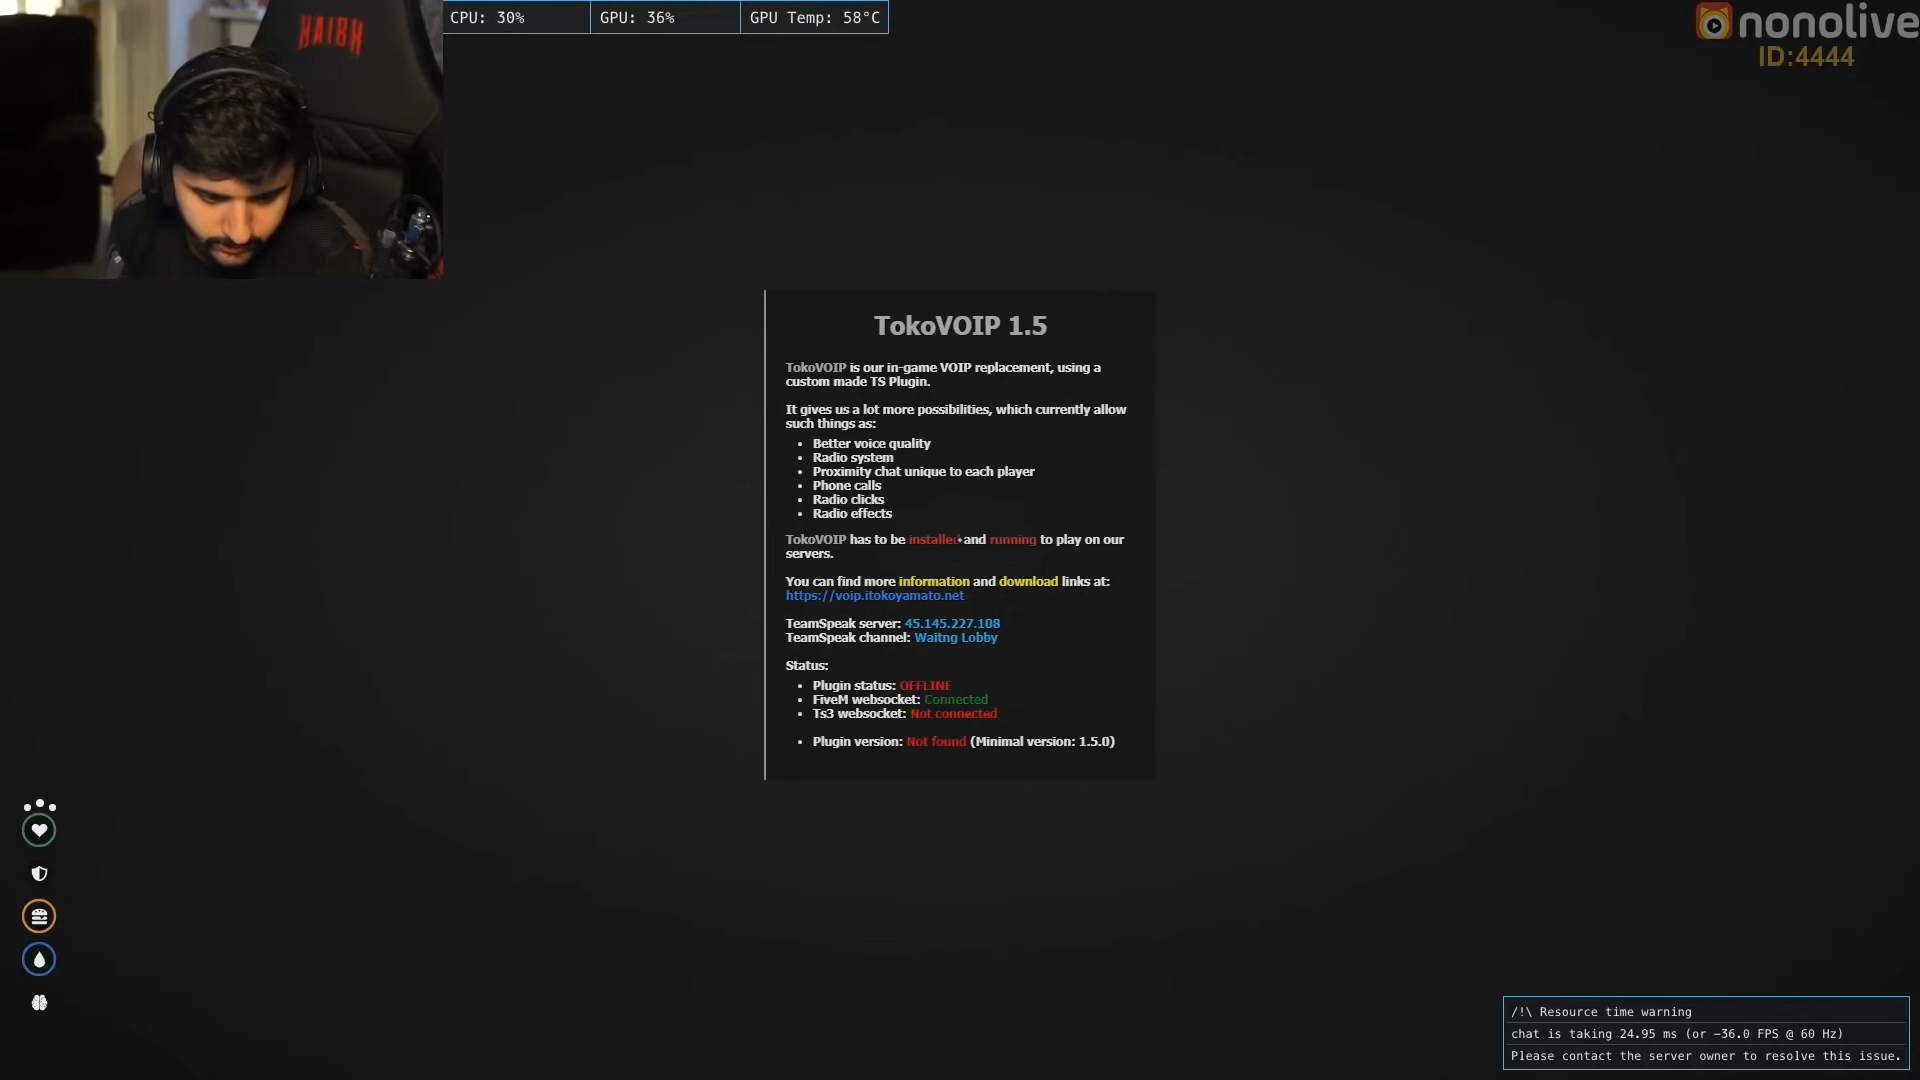 HAIBH
CPU: 30%
GPU: 36%
GPU Temp: 58°C
nonolive
ID:4444
TokoVOIP 1.5
TokoVOIP is our in-game VOIP replacement, using a
custom made TS Plugin.
It gives us a lot more possibilities, which currently allow
such things as:
• Better voice quality
• Radio system
• Proximity chat unique to each player
• Phone calls
• Radio clicks
• Radio effects
TokoVOIP has to be installed and running to play on our
servers.
You can find more information and download links at:
https://voip.itokoyamato.net
TeamSpeak server: 45.145.227.108
TeamSpeak channel: Waitng Lobby
Status:
• Plugin status: OFFLINE
• FiveM websocket: Connected
• Ts3 websocket: Not connected
• Plugin version: Not found (Minimal version: 1.5.0)
/!\ Resource time warning
chat is taking 24.95 ms (or -36.0 FPS @ 60 Hz)
Please contact the server owner to resolve this issue.